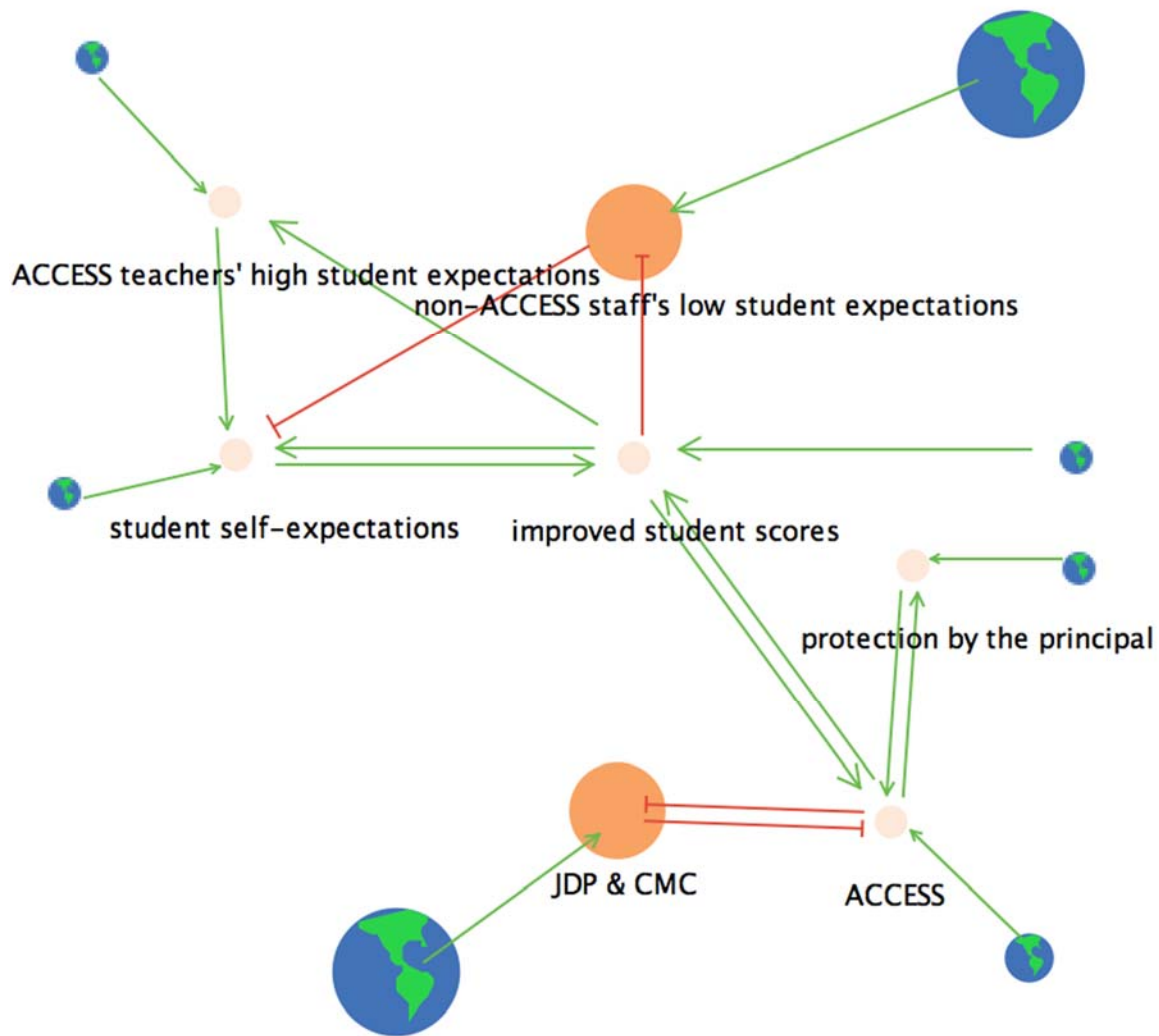 ACCESS teachers' high student expectations
non-ACCESS staff's low student expectations
student self-expectations
improved student scores
protection by the principal
JDP & CMC
ACCESS